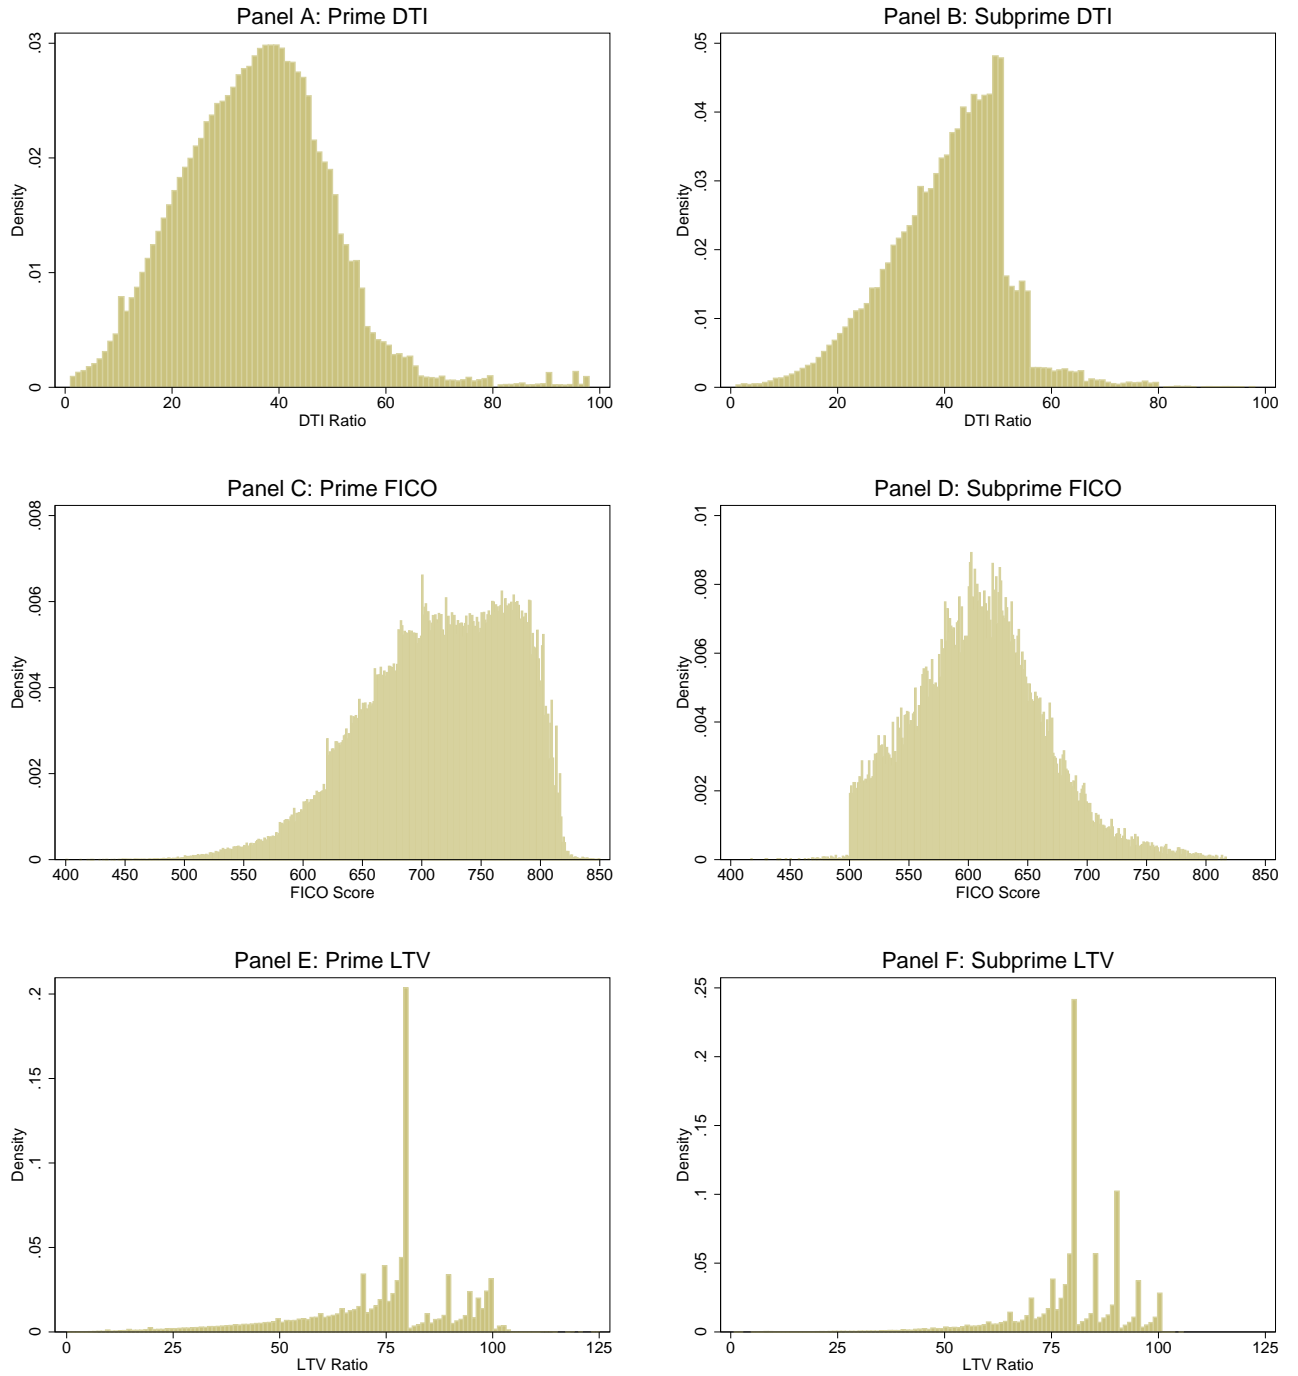 Panel A: Prime DTI
Density
0 .01 .02 .03
0 20 40 60 80 100
DTI Ratio
Panel B: Subprime DTI
Density
0 .01 .02 .03 .04 .05
0 20 40 60 80 100
DTI Ratio
Panel C: Prime FICO
Density
0 .002 .004 .006 .008
400 450 500 550 600 650 700 750 800 850
FICO Score
Panel D: Subprime FICO
Density
0 .002 .004 .006 .008 .01
400 450 500 550 600 650 700 750 800 850
FICO Score
Panel E: Prime LTV
Density
0 .05 .1 .15 .2
0 25 50 75 100 125
LTV Ratio
Panel F: Subprime LTV
Density
0 .05 .1 .15 .2 .25
0 25 50 75 100 125
LTV Ratio